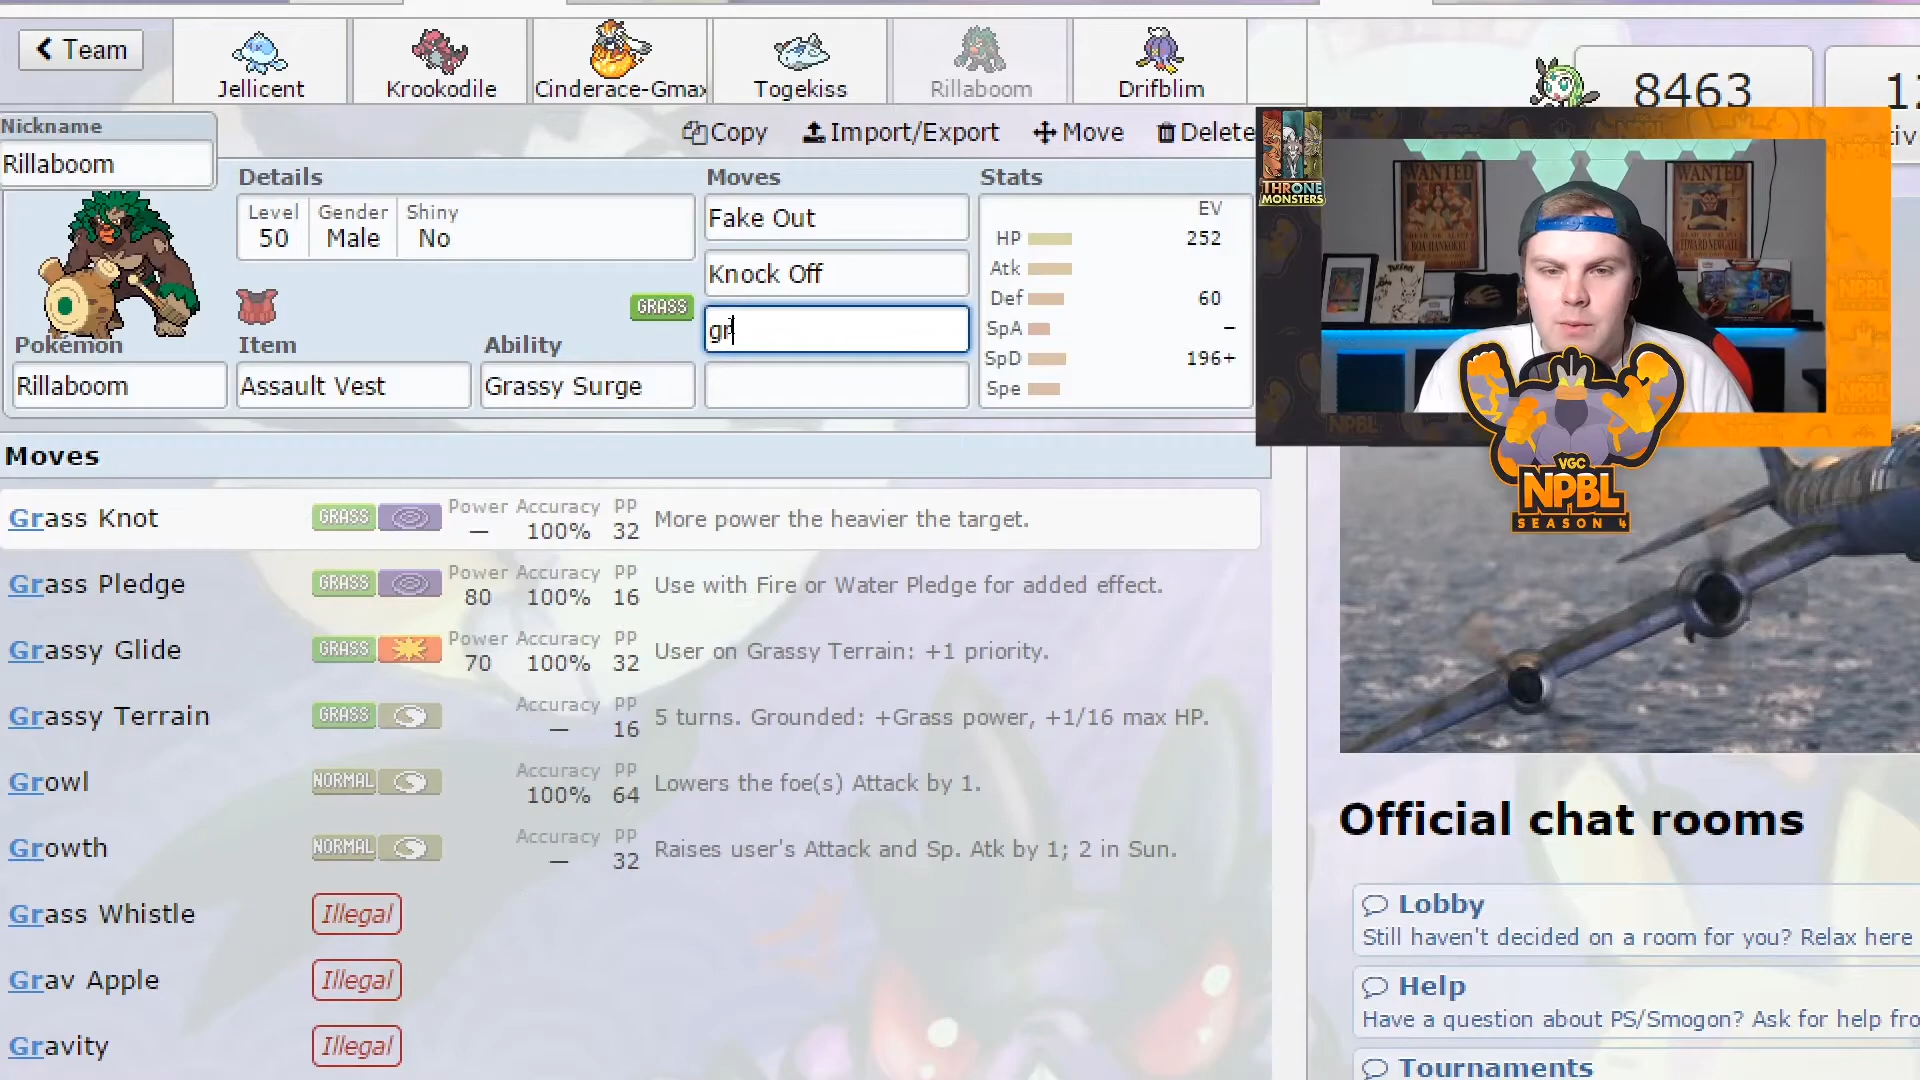 Team
Jellicent
Krookodile
Cinderace-Gmax
Togekiss
Rillaboom
Drifblim
8463
Nickname
Rillaboom
Copy
Import/Export
Move
Delete
Details
Level
50
Gender
Male
Shiny
No
Moves
Fake Out
Knock Off
gr
Stats
EV
HP 252
Atk
Def 60
SpA –
SpD 196+
Spe
GRASS
Pokémon
Rillaboom
Item
Assault Vest
Ability
Grassy Surge
THRONE
MONSTERS
WANTED
WANTED
VGC
NPBL
SEASON 4
Moves
Grass Knot GRASS Power — Accuracy 100% PP 32 More power the heavier the target.
Grass Pledge GRASS Power 80 Accuracy 100% PP 16 Use with Fire or Water Pledge for added effect.
Grassy Glide GRASS Power 70 Accuracy 100% PP 32 User on Grassy Terrain: +1 priority.
Grassy Terrain GRASS Accuracy — PP 16 5 turns. Grounded: +Grass power, +1/16 max HP.
Growl NORMAL Accuracy 100% PP 64 Lowers the foe(s) Attack by 1.
Growth NORMAL Accuracy — PP 32 Raises user's Attack and Sp. Atk by 1; 2 in Sun.
Grass Whistle Illegal
Grav Apple Illegal
Gravity Illegal
Official chat rooms
Lobby
Still haven't decided on a room for you? Relax here
Help
Have a question about PS/Smogon? Ask for help fro
Tournaments